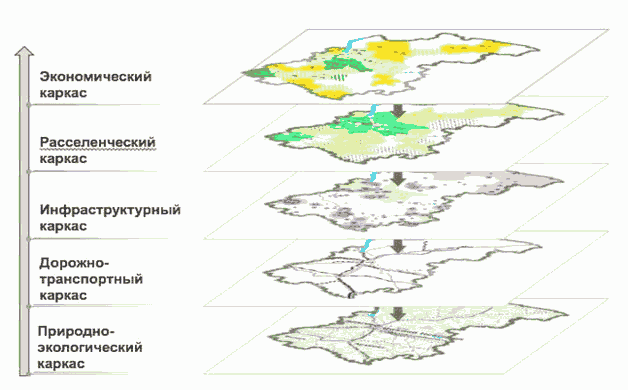 Экономический
каркас
Расселенческий
каркас
Инфраструктурный
каркас
Дорожно-
транспортный
каркас
Природно-
экологический
каркас